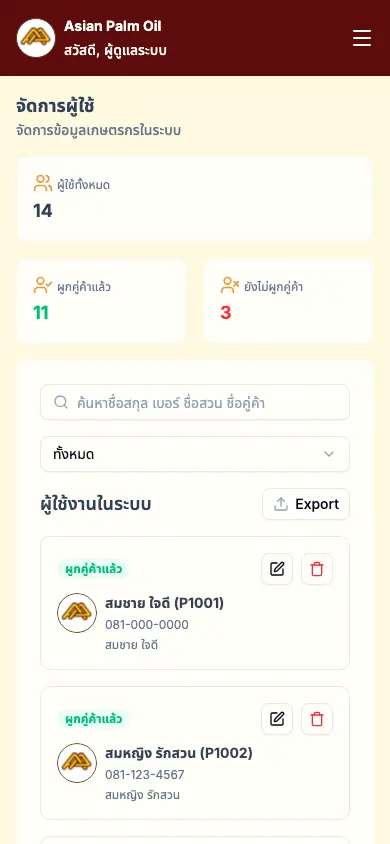 Asian Palm Oil
สวัสดี, ผู้ดูแลระบบ
จัดการผู้ใช้
จัดการข้อมูลเกษตรกรในระบบ
ผู้ใช้ทั้งหมด
14
ผูกคู่ค้าแล้ว
11
ยังไม่ผูกคู่ค้า
3
ค้นหาชื่อสกุล เบอร์ ชื่อสวน ชื่อคู่ค้า
ทั้งหมด
ผู้ใช้งานในระบบ
Export
ผูกคู่ค้าแล้ว
สมชาย ใจดี (P1001)
081-000-0000
สมชาย ใจดี
ผูกคู่ค้าแล้ว
สมหญิง รักสวน (P1002)
081-123-4567
สมหญิง รักสวน